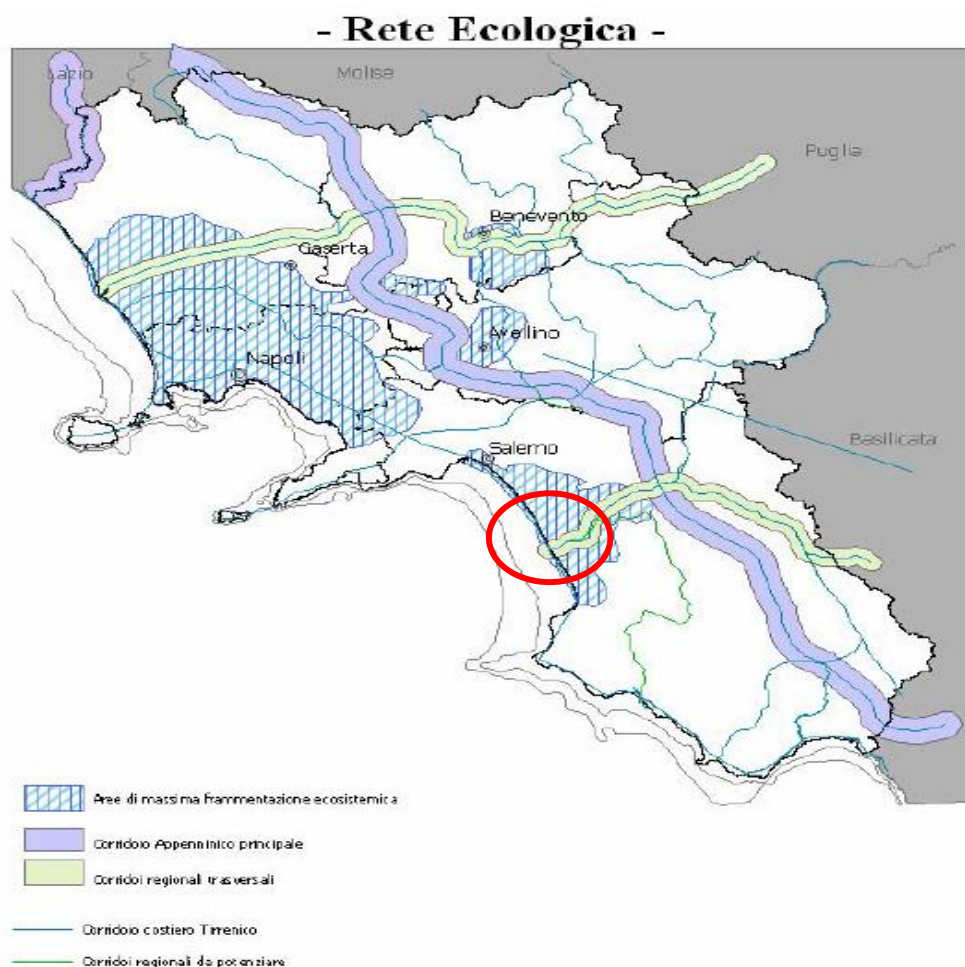 - Rete Ecologica -
Lazio
Molise
Puglia
Benevento
Caserta
Avellino
Napoli
Basilicata
Salerno
Aree di massima frammentazione ecosistemica
Corridoio Appenninico principale
Corridoi regionali trasversali
Corridoio costiero Tirrenico
Corridoi regionali da potenziare